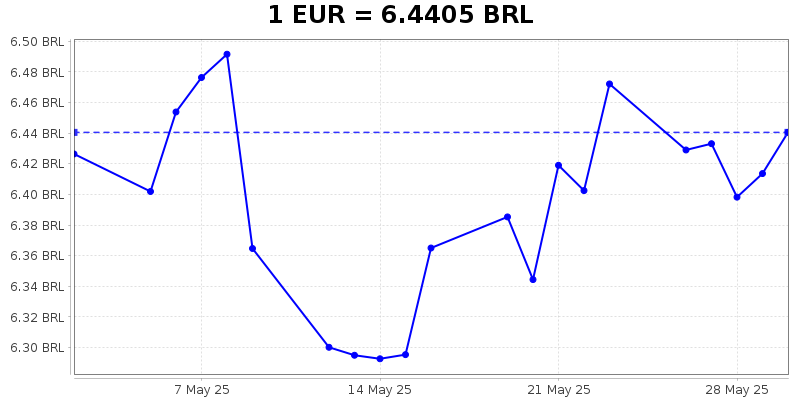 1 EUR = 6.4405 BRL
6.50 BRL
6.48 BRL
6.46 BRL
6.44 BRL
6.42 BRL
6.40 BRL
6.38 BRL
6.36 BRL
6.34 BRL
6.32 BRL
6.30 BRL
7 May 25
14 May 25
21 May 25
28 May 25